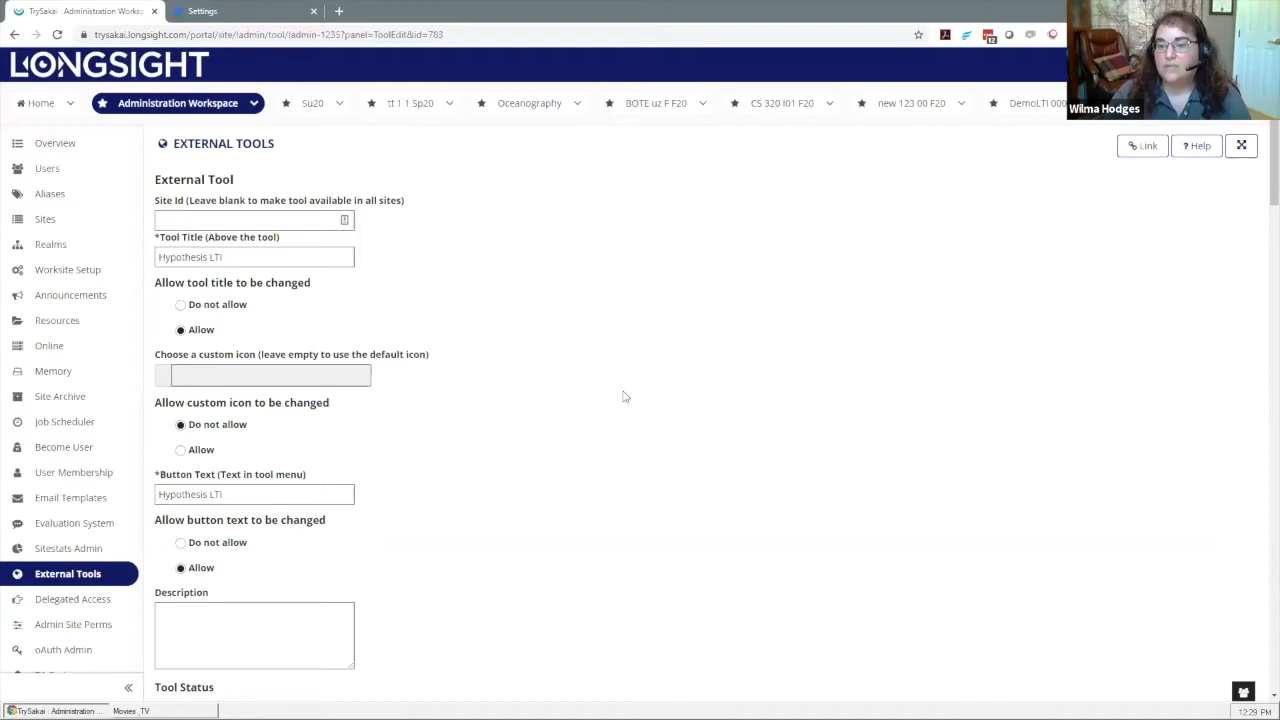 TrySakai : Administration Worksp
Settings
trysakai.longsight.com/portal/site/!admin/tool/!admin-1235?panel=ToolEdit&id=783
12
LONGSIGHT
Home
Administration Workspace
Su20
tt 1 1 Sp20
Oceanography
BOTE uz F F20
CS 320 I01 F20
new 123 00 F20
DemoLTI 000
Wilma Hodges
Overview
Users
Aliases
Sites
Realms
Worksite Setup
Announcements
Resources
Online
Memory
Site Archive
Job Scheduler
Become User
User Membership
Email Templates
Evaluation System
Sitestats Admin
External Tools
Delegated Access
Admin Site Perms
oAuth Admin
EXTERNAL TOOLS
Link
? Help
External Tool
Site Id (Leave blank to make tool available in all sites)
*Tool Title (Above the tool)
Hypothesis LTI
Allow tool title to be changed
Do not allow
Allow
Choose a custom icon (leave empty to use the default icon)
Allow custom icon to be changed
Do not allow
Allow
*Button Text (Text in tool menu)
Hypothesis LTI
Allow button text to be changed
Do not allow
Allow
Description
Tool Status
TrySakai : Administration ...
Movies _TV
12:29 PM